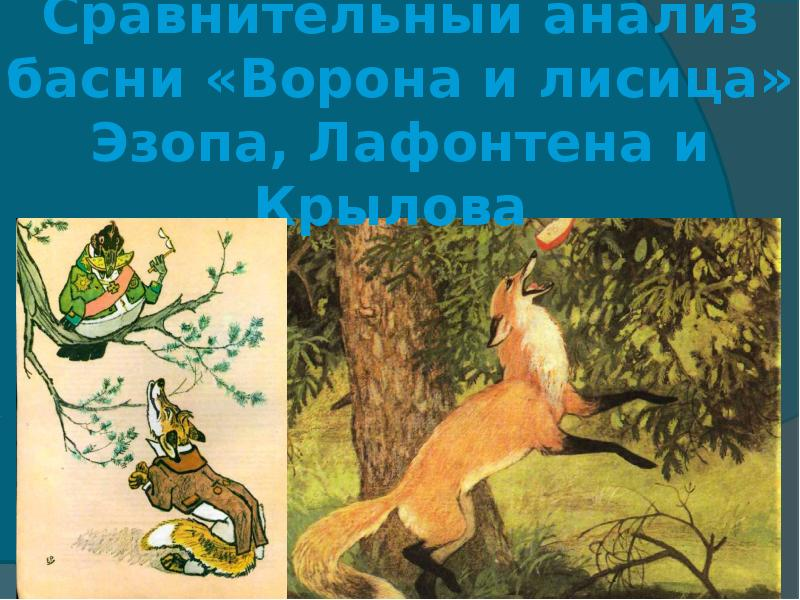 Сравнительный анализ
басни «Ворона и лисица»
Эзопа, Лафонтена и
Крылова